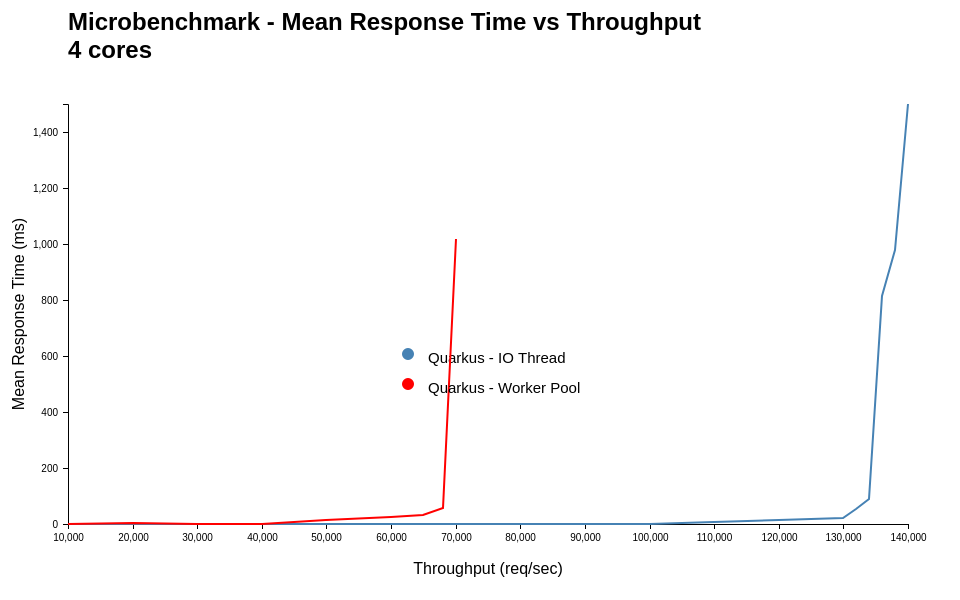 Microbenchmark - Mean Response Time vs Throughput
4 cores
1,400
1,200
1,000
800
600
400
200
0
Mean Response Time (ms)
Quarkus - IO Thread
Quarkus - Worker Pool
10,000 20,000 30,000 40,000 50,000 60,000 70,000 80,000 90,000 100,000 110,000 120,000 130,000 140,000
Throughput (req/sec)